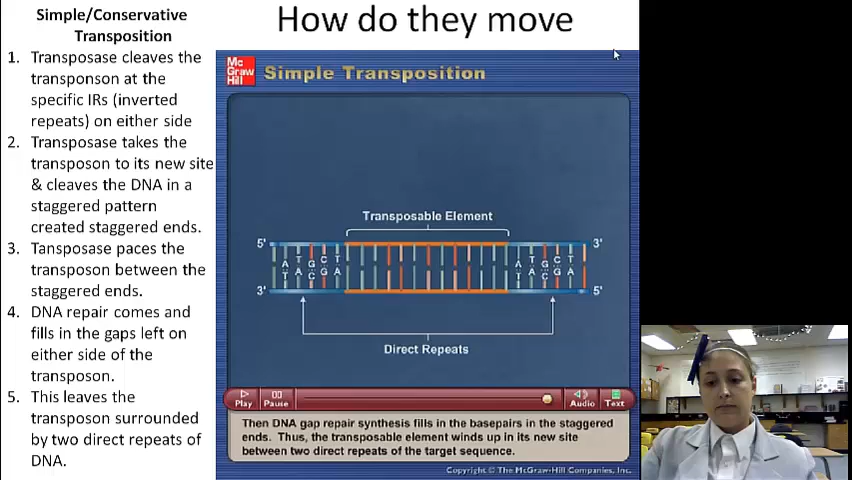 Simple/Conservative
Transposition
1. Transposase cleaves the
transponson at the
specific IRs (inverted
repeats) on either side
2. Transposase takes the
transposon to its new site
& cleaves the DNA in a
staggered pattern
created staggered ends.
3. Tansposase paces the
transposon between the
staggered ends.
4. DNA repair comes and
fills in the gaps left on
either side of the
transposon.
5. This leaves the
transposon surrounded
by two direct repeats of
DNA.
How do they move
Mc
Graw
Hill
Simple Transposition
Transposable Element
5' 3'
A T G C T A T G C T
T A C G A T A C G A
3' 5'
Direct Repeats
Play Pause Audio Text
Then DNA gap repair synthesis fills in the basepairs in the staggered
ends. Thus, the transposable element winds up in its new site
between two direct repeats of the target sequence.
Copyright © The McGraw-Hill Companies, Inc.